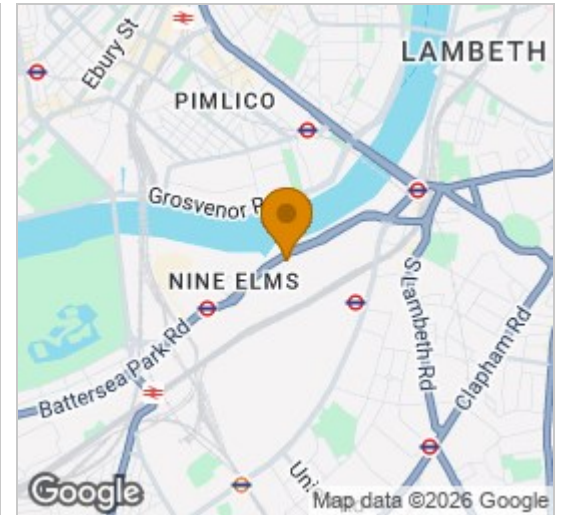 Ebury St
LAMBETH
PIMLICO
Grosvenor
NINE ELMS
S Lambeth Rd
Battersea Park Rd
Clapham Rd
Google
Map data ©2026 Google